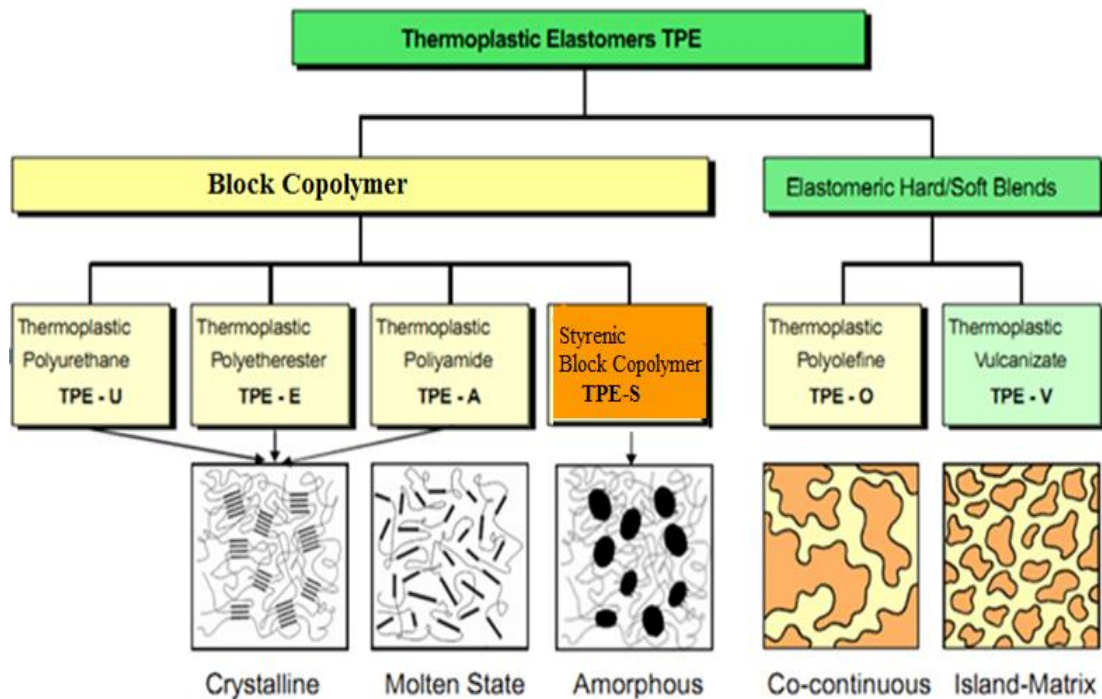 Thermoplastic Elastomers TPE
Block Copolymer
Elastomeric Hard/Soft Blends
Thermoplastic
Polyurethane
TPE - U
Thermoplastic
Polyetherester
TPE - E
Thermoplastic
Poliyamide
TPE - A
Styrenic
Block Copolymer
TPE-S
Thermoplastic
Polyolefine
TPE - O
Thermoplastic
Vulcanizate
TPE - V
Crystalline
Molten State
Amorphous
Co-continuous
Island-Matrix